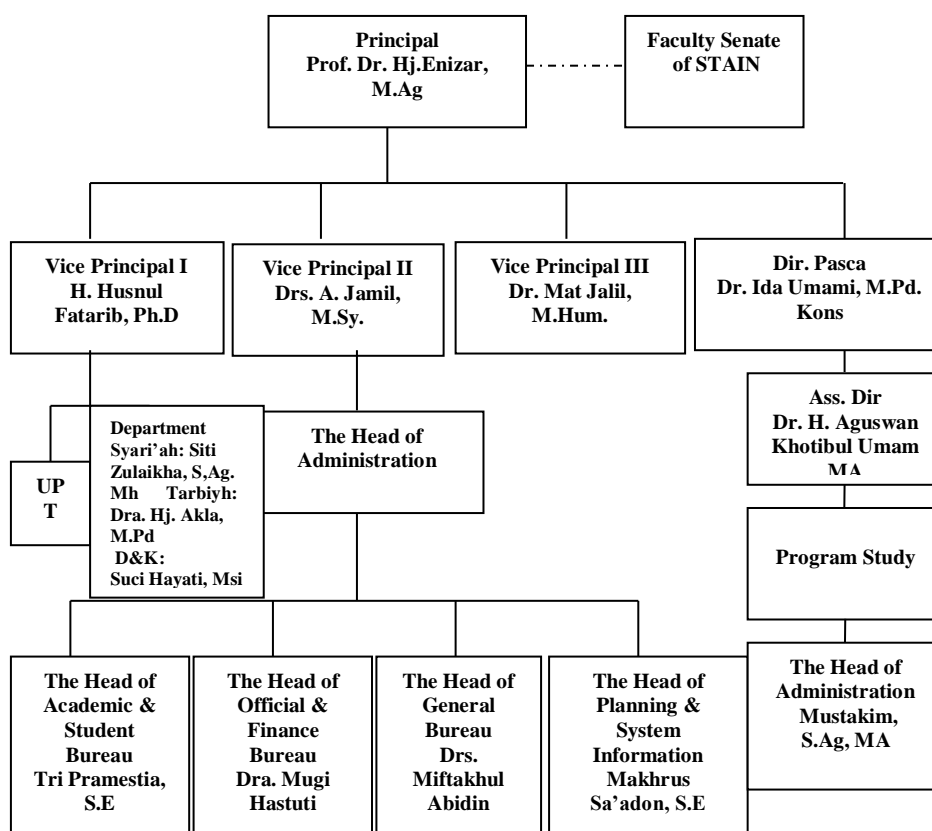 Principal
Prof. Dr. Hj.Enizar,
M.Ag
Faculty Senate
of STAIN
Vice Principal I
H. Husnul
Fatarib, Ph.D
Vice Principal II
Drs. A. Jamil,
M.Sy.
Vice Principal III
Dr. Mat Jalil,
M.Hum.
Dir. Pasca
Dr. Ida Umami, M.Pd.
Kons
UP
T
Department
Syari’ah: Siti
Zulaikha, S,Ag.
Mh Tarbiyh:
Dra. Hj. Akla,
M.Pd
D&K:
Suci Hayati, Msi
The Head of
Administration
Ass. Dir
Dr. H. Aguswan
Khotibul Umam
MA
Program Study
The Head of
Academic &
Student
Bureau
Tri Pramestia,
S.E
The Head of
Official &
Finance
Bureau
Dra. Mugi
Hastuti
The Head of
General
Bureau
Drs.
Miftakhul
Abidin
The Head of
Planning &
System
Information
Makhrus
Sa’adon, S.E
The Head of
Administration
Mustakim,
S.Ag, MA